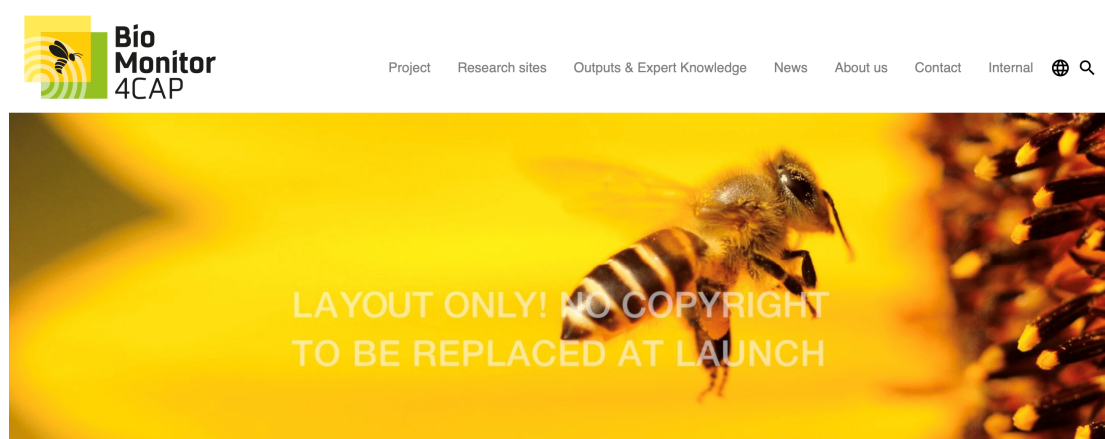 Bio
Monitor
4CAP
Project Research sites Outputs & Expert Knowledge News About us Contact Internal
LAYOUT ONLY! NO COPYRIGHT
TO BE REPLACED AT LAUNCH